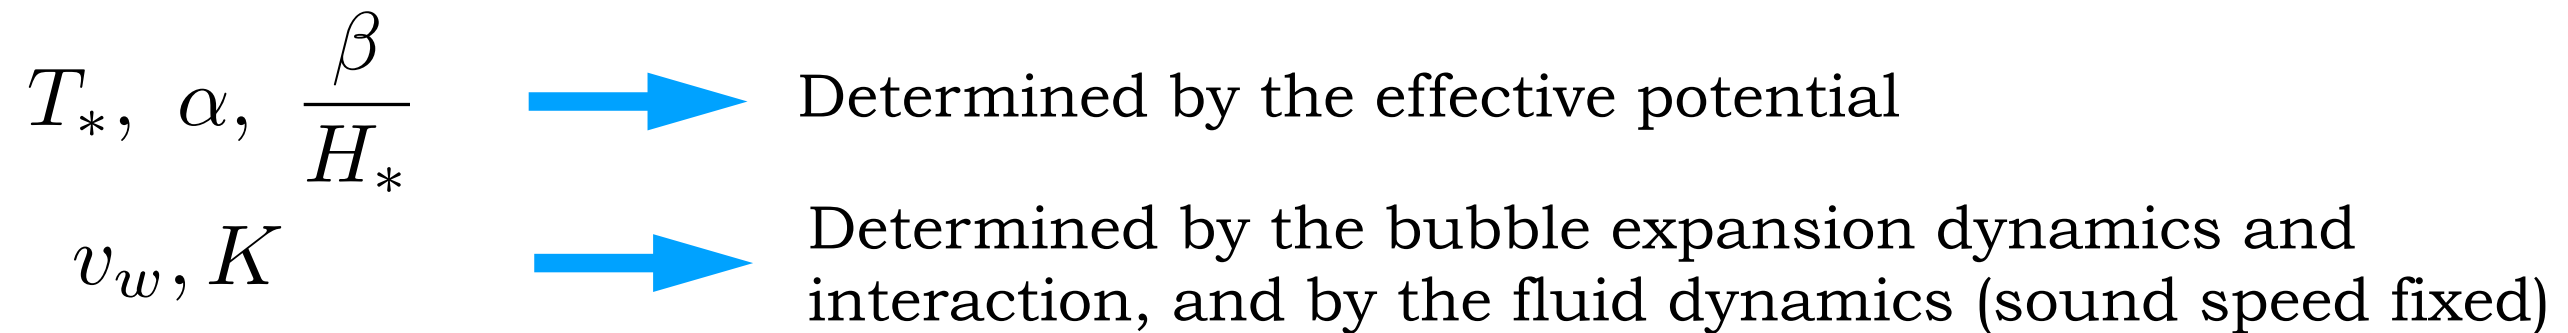 T_*, α, β/H_* Determined by the effective potential
v_w, K Determined by the bubble expansion dynamics and
interaction, and by the fluid dynamics (sound speed fixed)